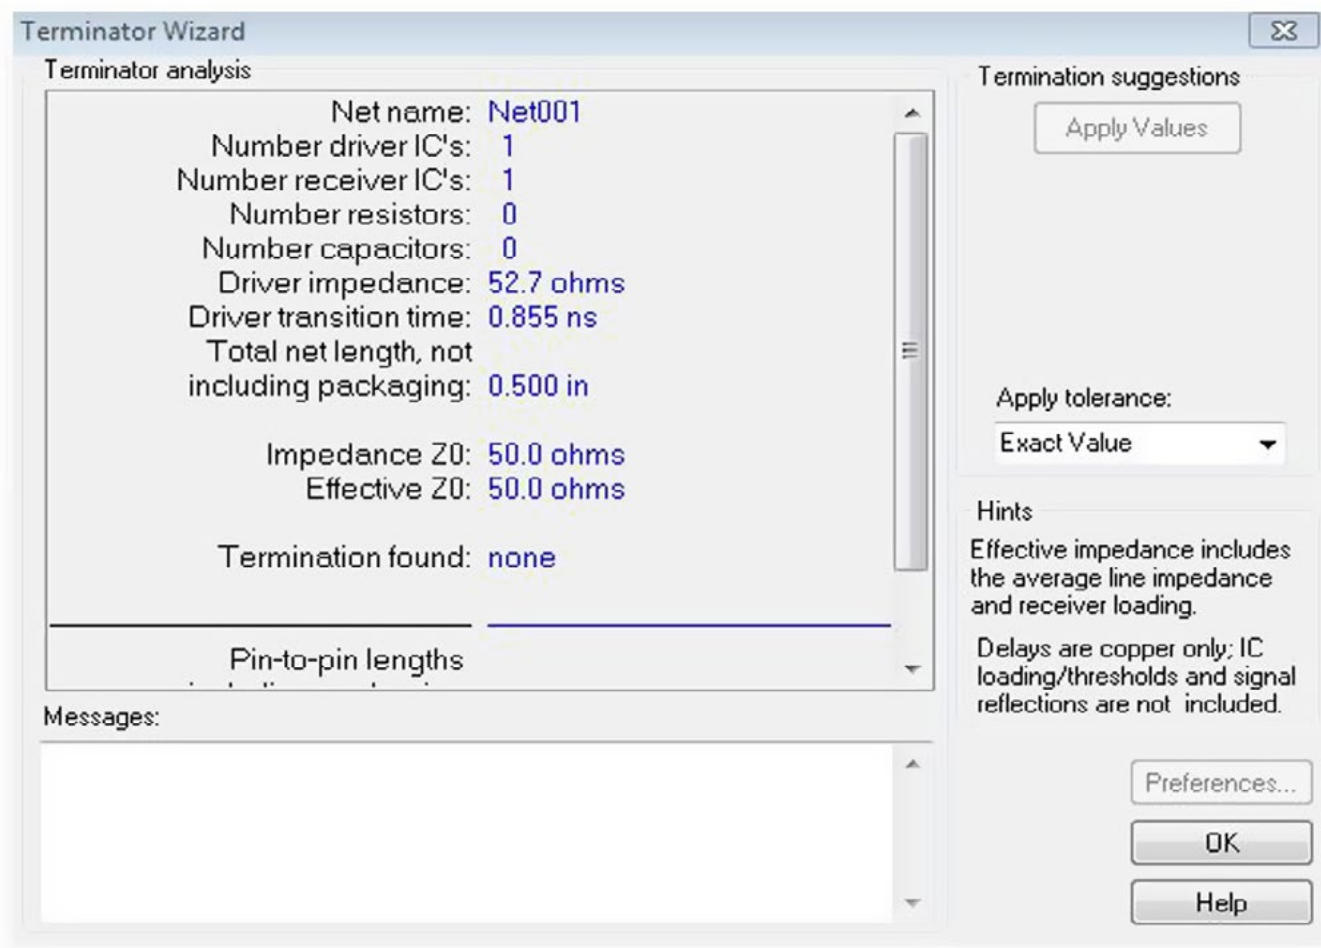 Terminator Wizard
Terminator analysis
Net name: Net001
Number driver IC's: 1
Number receiver IC's: 1
Number resistors: 0
Number capacitors: 0
Driver impedance: 52.7 ohms
Driver transition time: 0.855 ns
Total net length, not
including packaging: 0.500 in
Impedance Z0: 50.0 ohms
Effective Z0: 50.0 ohms
Termination found: none
Pin-to-pin lengths
Messages:
Termination suggestions
Apply Values
Apply tolerance:
Exact Value
Hints
Effective impedance includes
the average line impedance
and receiver loading.
Delays are copper only; IC
loading/thresholds and signal
reflections are not included.
Preferences...
OK
Help